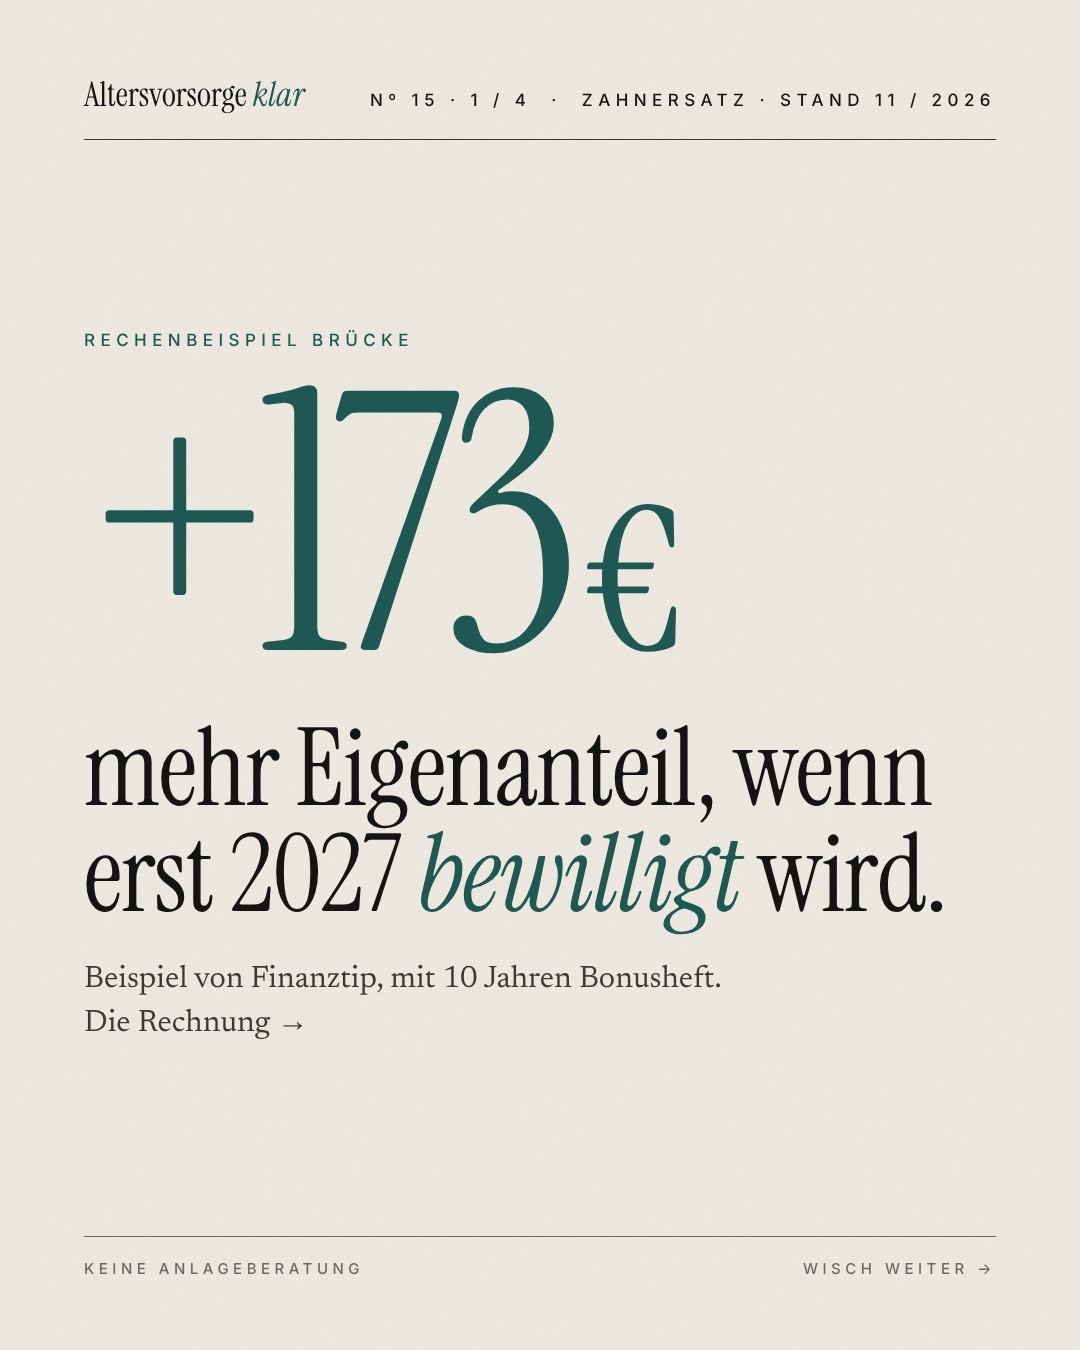 Altersvorsorge klar
Nº 15 · 1 / 4 · ZAHNERSATZ · STAND 11 / 2026
RECHENBEISPIEL BRÜCKE
+173 €
mehr Eigenanteil, wenn
erst 2027 bewilligt wird.
Beispiel von Finanztip, mit 10 Jahren Bonusheft.
Die Rechnung →
KEINE ANLAGEBERATUNG
WISCH WEITER →